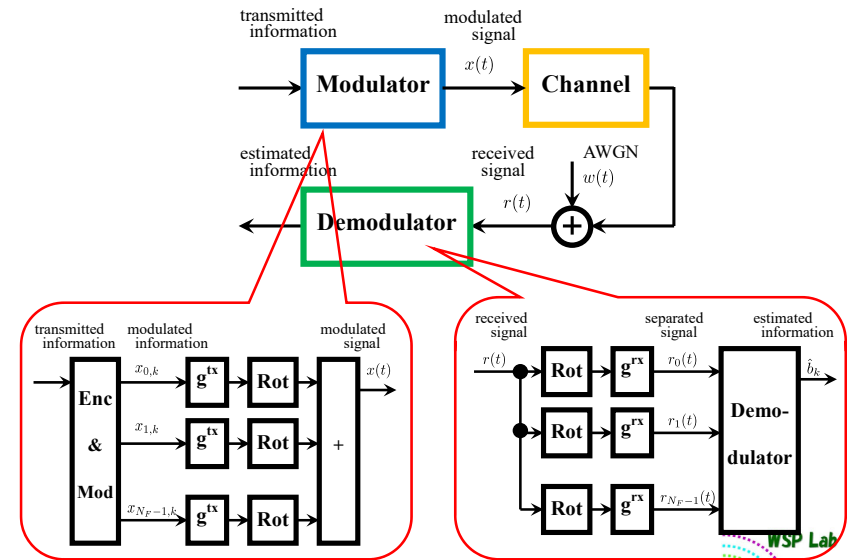 transmitted
information
modulated
signal
Modulator
x(t)
Channel
estimated
information
received
signal
AWGN
w(t)
r(t)
Demodulator
+
transmitted
information
modulated
information
modulated
signal
x_{0,k}
g^{tx}
Rot
x(t)
Enc
&
Mod
x_{1,k}
g^{tx}
Rot
+
x_{N_F-1,k}
g^{tx}
Rot
received
signal
separated
signal
estimated
information
r(t)
Rot
g^{rx}
r_0(t)
\hat{b}_k
Rot
g^{rx}
r_1(t)
Demo-
dulator
Rot
g^{rx}
r_{N_F-1}(t)
WSP Lab